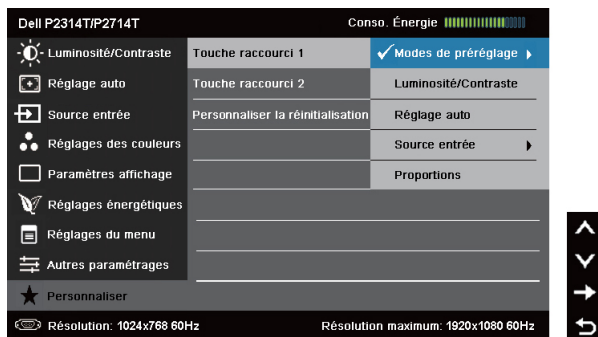 Dell P2314T/P2714T
Conso. Énergie
Luminosité/Contraste
Touche raccourci 1
Modes de préréglage
Réglage auto
Touche raccourci 2
Luminosité/Contraste
Source entrée
Personnaliser la réinitialisation
Réglage auto
Réglages des couleurs
Source entrée
Paramètres affichage
Proportions
Réglages énergétiques
Réglages du menu
Autres paramétrages
Personnaliser
Résolution: 1024x768 60Hz
Résolution maximum: 1920x1080 60Hz